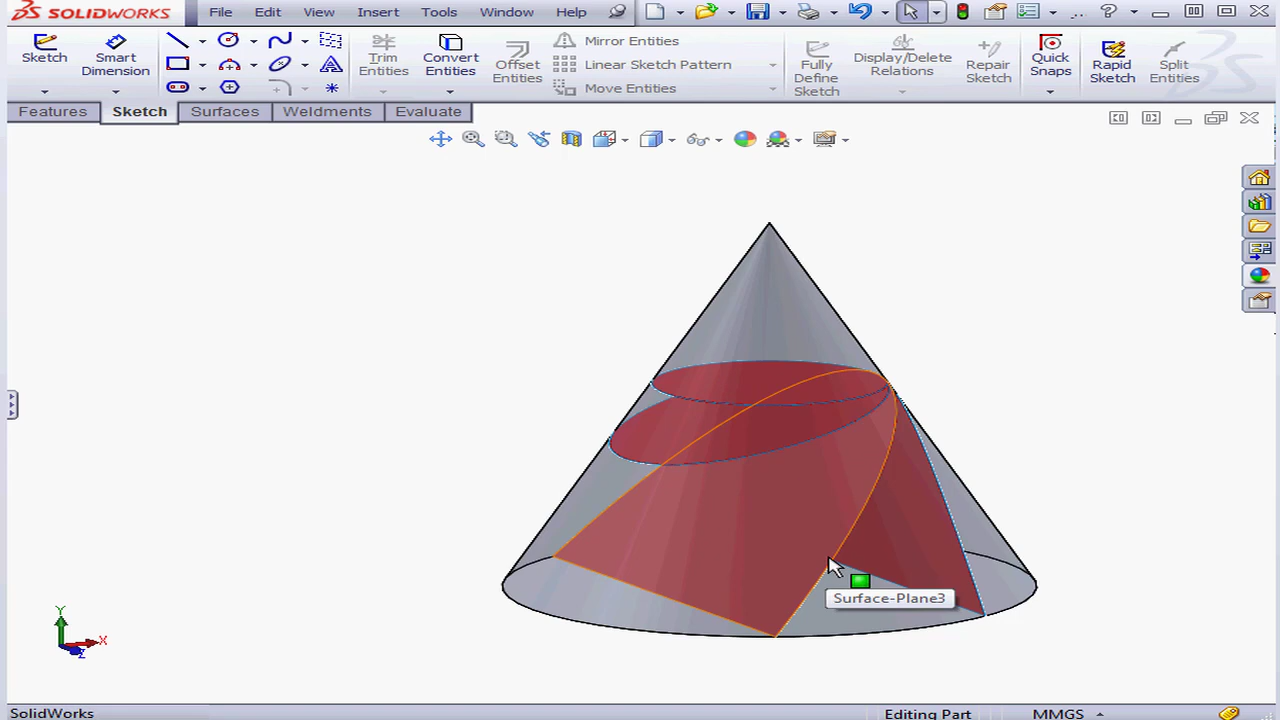 SOLIDWORKS File Edit View Insert Tools Window Help
Sketch
Smart Dimension
Trim Entities
Convert Entities
Offset Entities
Mirror Entities
Linear Sketch Pattern
Move Entities
Fully Define Sketch
Display/Delete Relations
Repair Sketch
Quick Snaps
Rapid Sketch
Split Entities
Features Sketch Surfaces Weldments Evaluate
Surface-Plane3
Y
X
Z
SolidWorks Editing Part MMGS